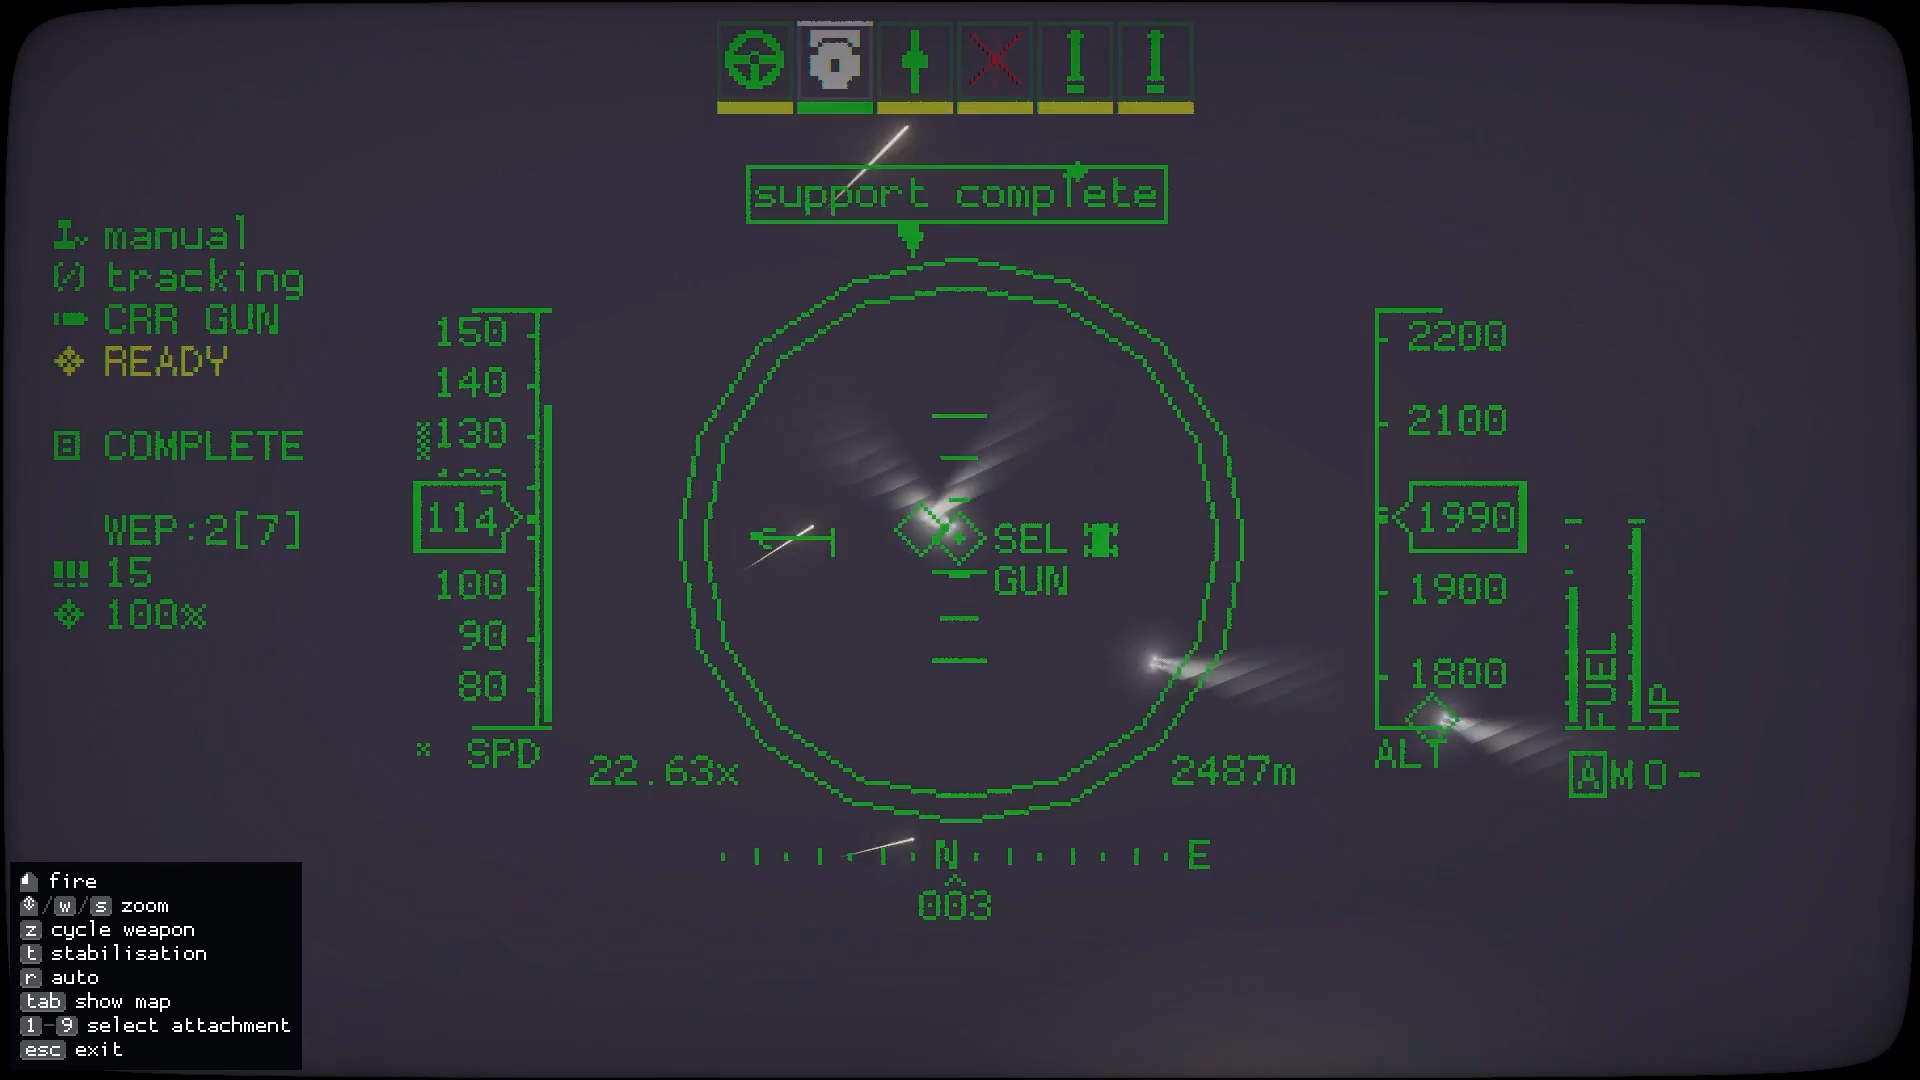 support complete
manual
tracking
CRR GUN
READY
COMPLETE
WEP:2[7]
15
100%
150
140
130
114
100
90
80
SPD
22.63x
SEL
GUN
2487m
2200
2100
1990
1900
1800
ALT
FUEL
HP
AMO-
N
E
003
fire
/w/s zoom
z cycle weapon
t stabilisation
r auto
tab show map
1-9 select attachment
esc exit